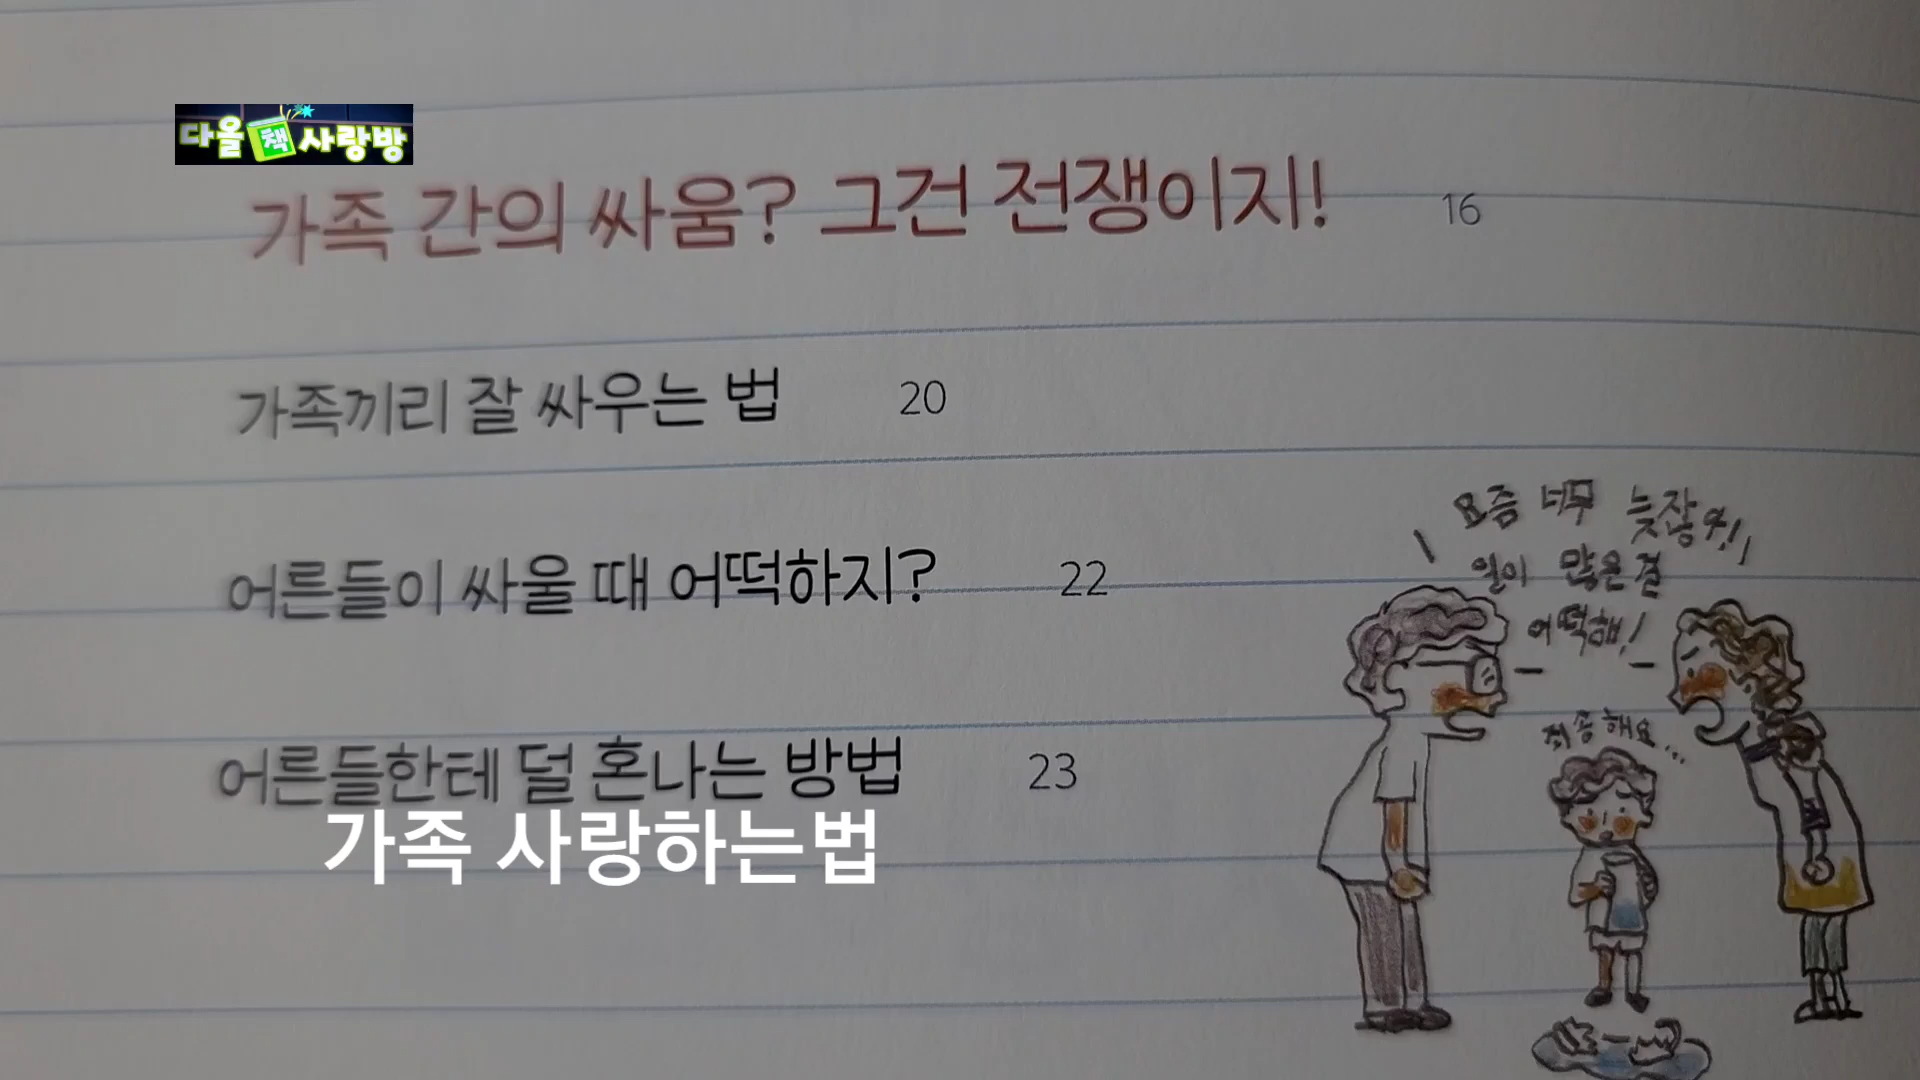 다올 책 사랑방
가족 간의 싸움? 그건 전쟁이지! 16
가족끼리 잘 싸우는 법 20
어른들이 싸울 때 어떡하지? 22
어른들한테 덜 혼나는 방법 23
가족 사랑하는법
요즘 너무 늦잖아!
일이 많은걸
어떡해!
죄송해요...